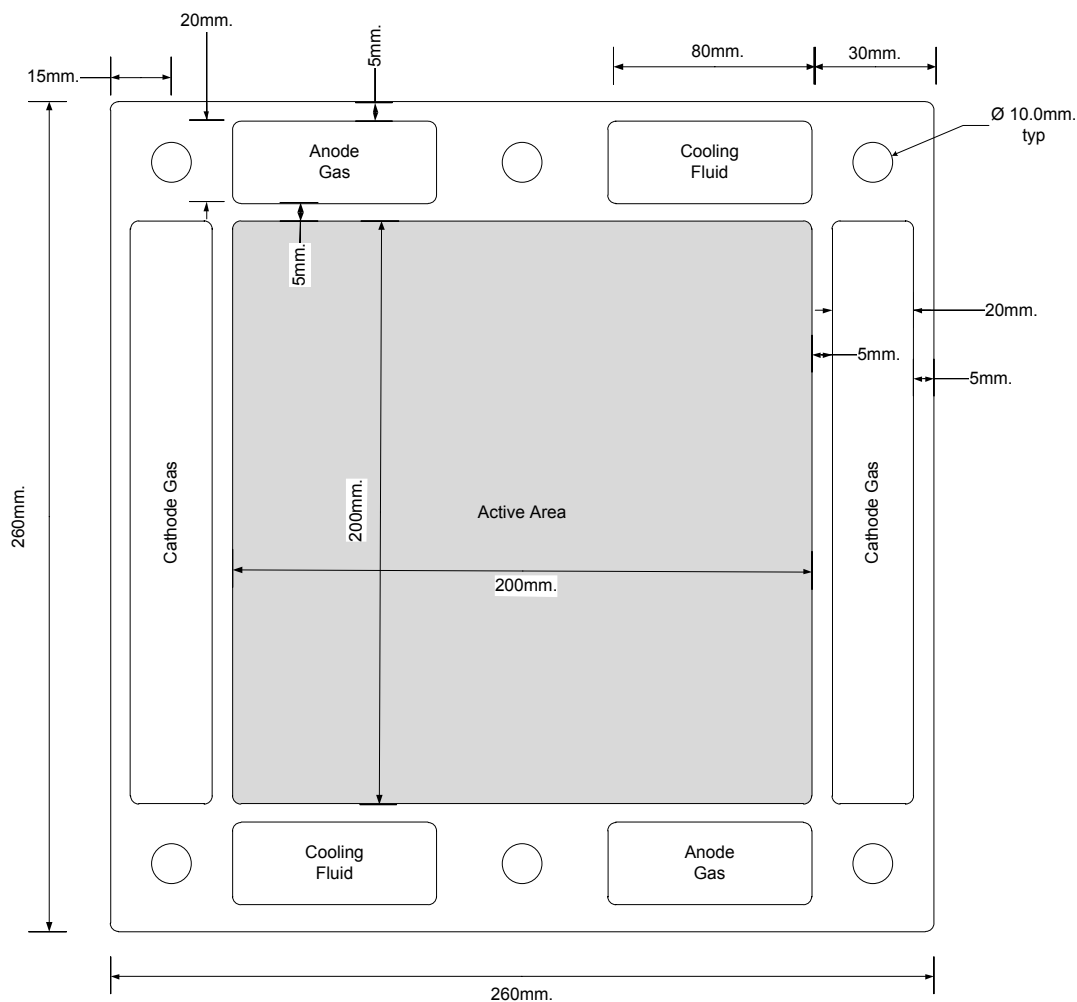 20mm.
5mm.
80mm.
30mm.
15mm.
Ø 10.0mm.
typ
Anode
Gas
Cooling
Fluid
5mm.
20mm.
5mm.
5mm.
Cathode Gas
260mm.
200mm.
Active Area
Cathode Gas
200mm.
Cooling
Fluid
Anode
Gas
260mm.